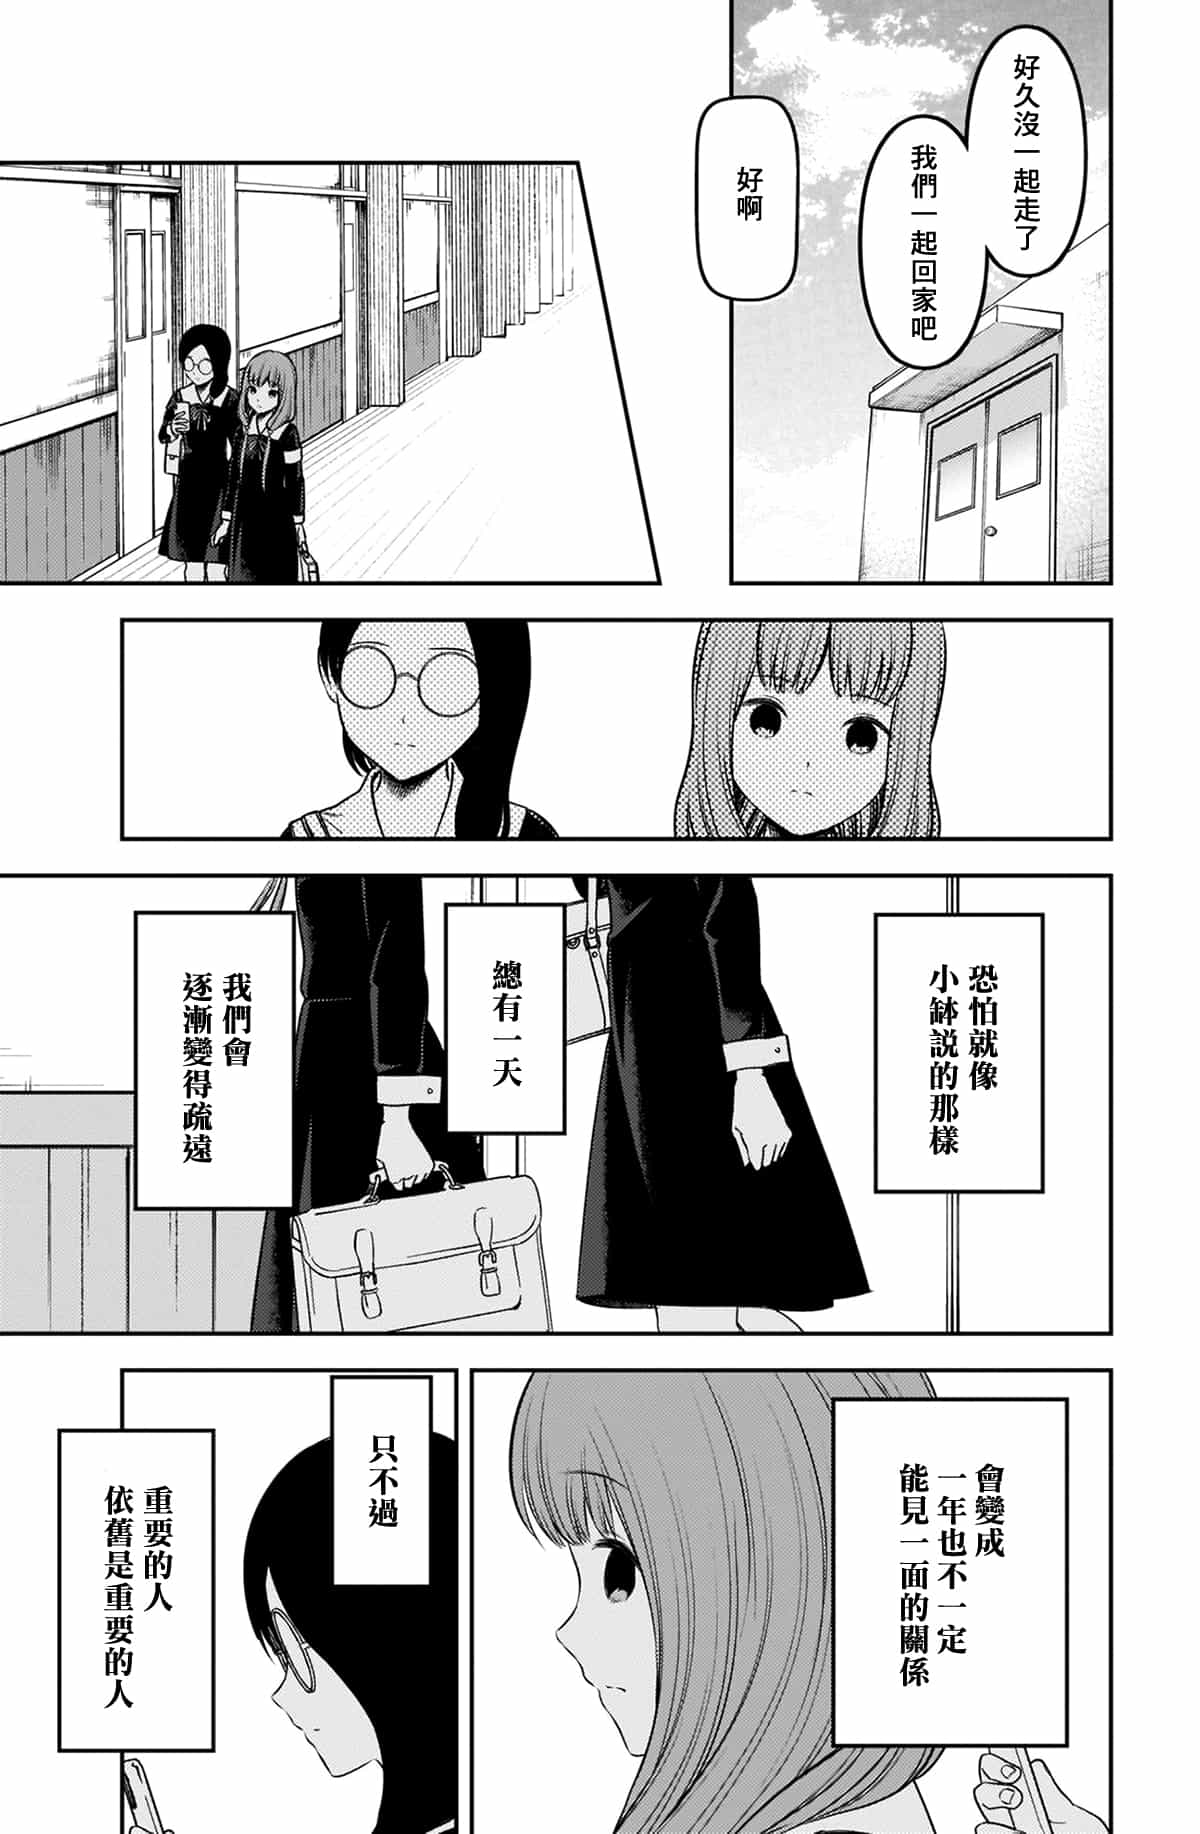 好久沒一起走了
我們一起回家吧
好啊
恐怕就像
小缽説的那樣
總有一天
我們會
逐漸變得疏遠
會變成
一年也不一定
能見一面的關係
只不過
重要的人
依舊是重要的人